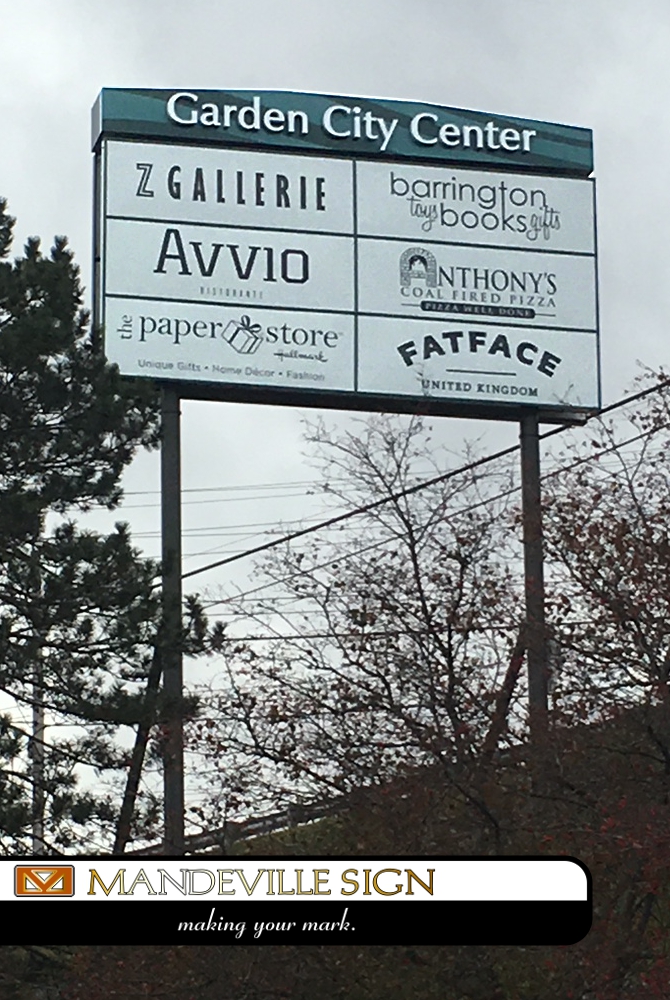 Garden City Center
Z GALLERIE
barrington
toys books gifts
AVVIO
RISTORANTE
ANTHONY'S
COAL FIRED PIZZA
PIZZA WELL DONE
the paper store
Hallmark
Unique Gifts • Home Décor • Fashion
FATFACE
UNITED KINGDOM
MANDEVILLE SIGN
making your mark.